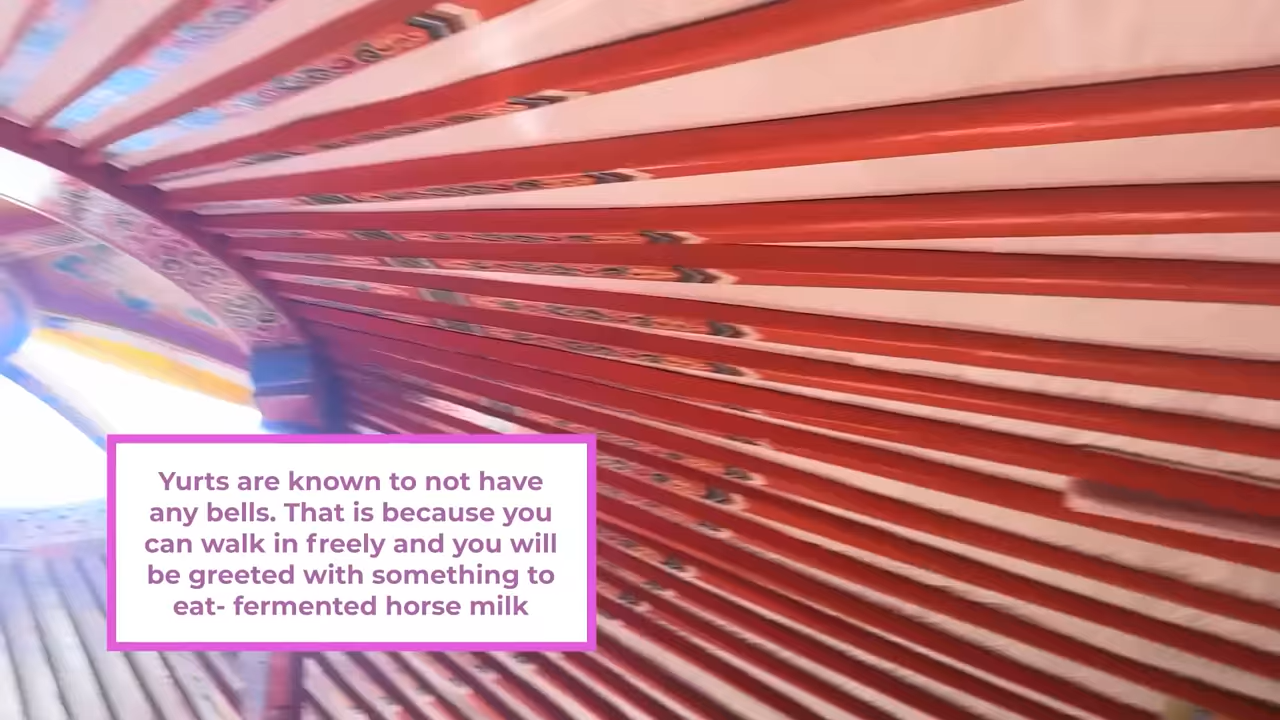 Yurts are known to not have
any bells. That is because you
can walk in freely and you will
be greeted with something to
eat- fermented horse milk